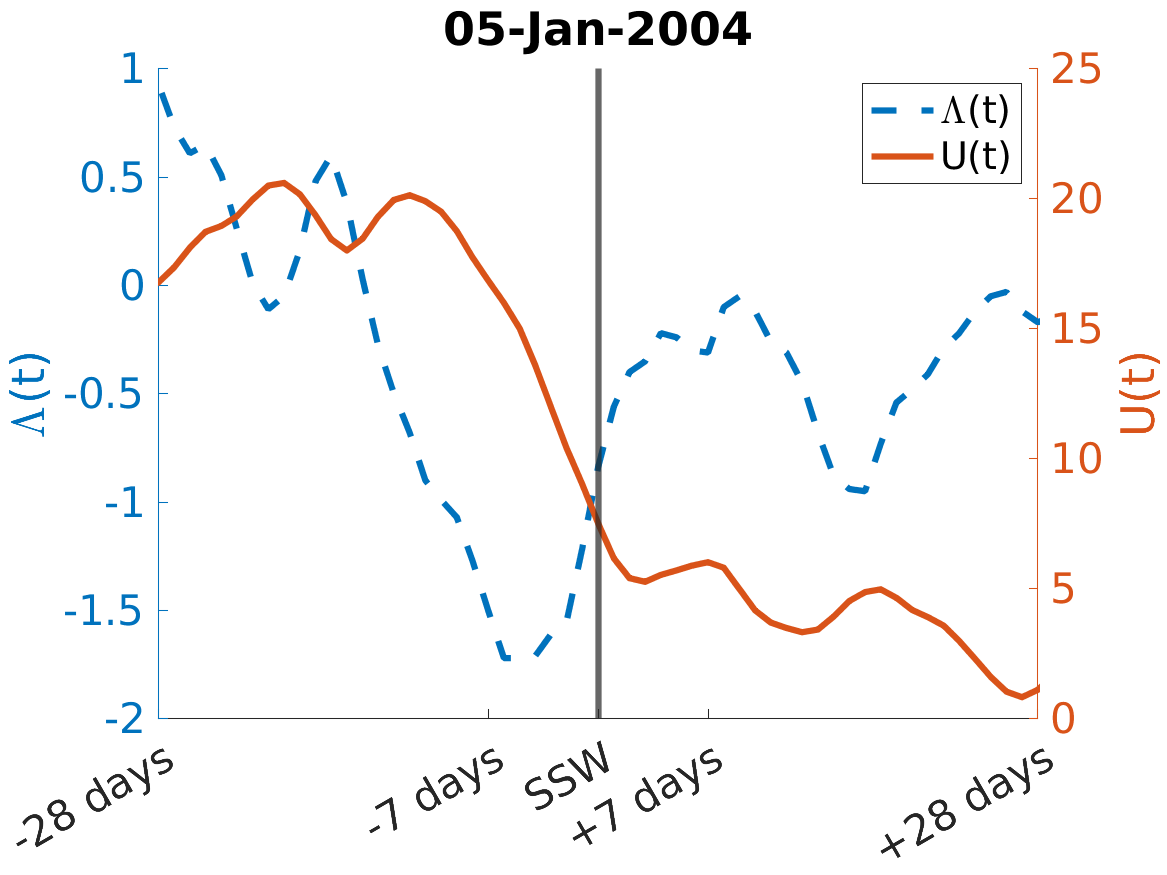 05-Jan-2004
1
0.5
0
-0.5
-1
-1.5
-2
Λ(t)
25
20
15
10
5
0
U(t)
Λ(t)
U(t)
-28 days
-7 days
SSW
+7 days
+28 days